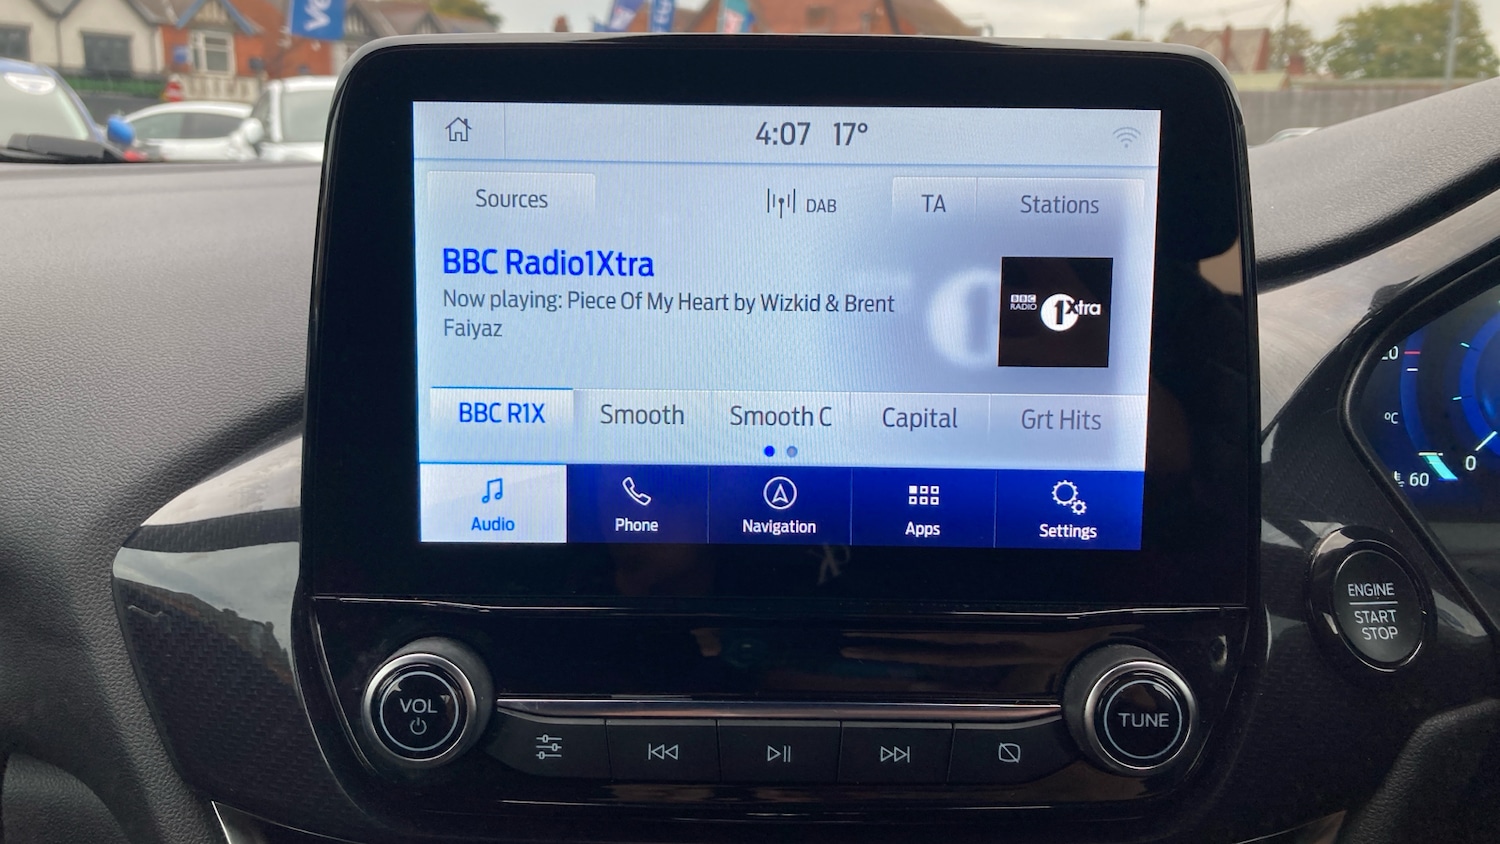 4:07 17°
Sources
DAB
TA
Stations
BBC Radio1Xtra
Now playing: Piece Of My Heart by Wizkid & Brent
Faiyaz
BBC
RADIO
1Xtra
BBC R1X
Smooth
Smooth C
Capital
Grt Hits
Audio
Phone
Navigation
Apps
Settings
°C
60
0
ENGINE
START
STOP
VOL
TUNE